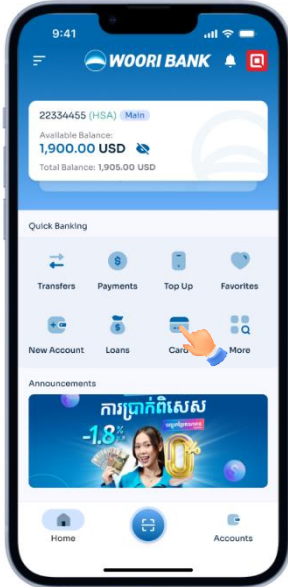 9:41
WOORI BANK
22334455 (HSA) Main
Available Balance:
1,900.00 USD
Total Balance: 1,905.00 USD
Quick Banking
Transfers Payments Top Up Favorites
New Account Loans Card More
Announcements
ការប្រាក់ពិសេស
-1.8%
0%
Home Accounts